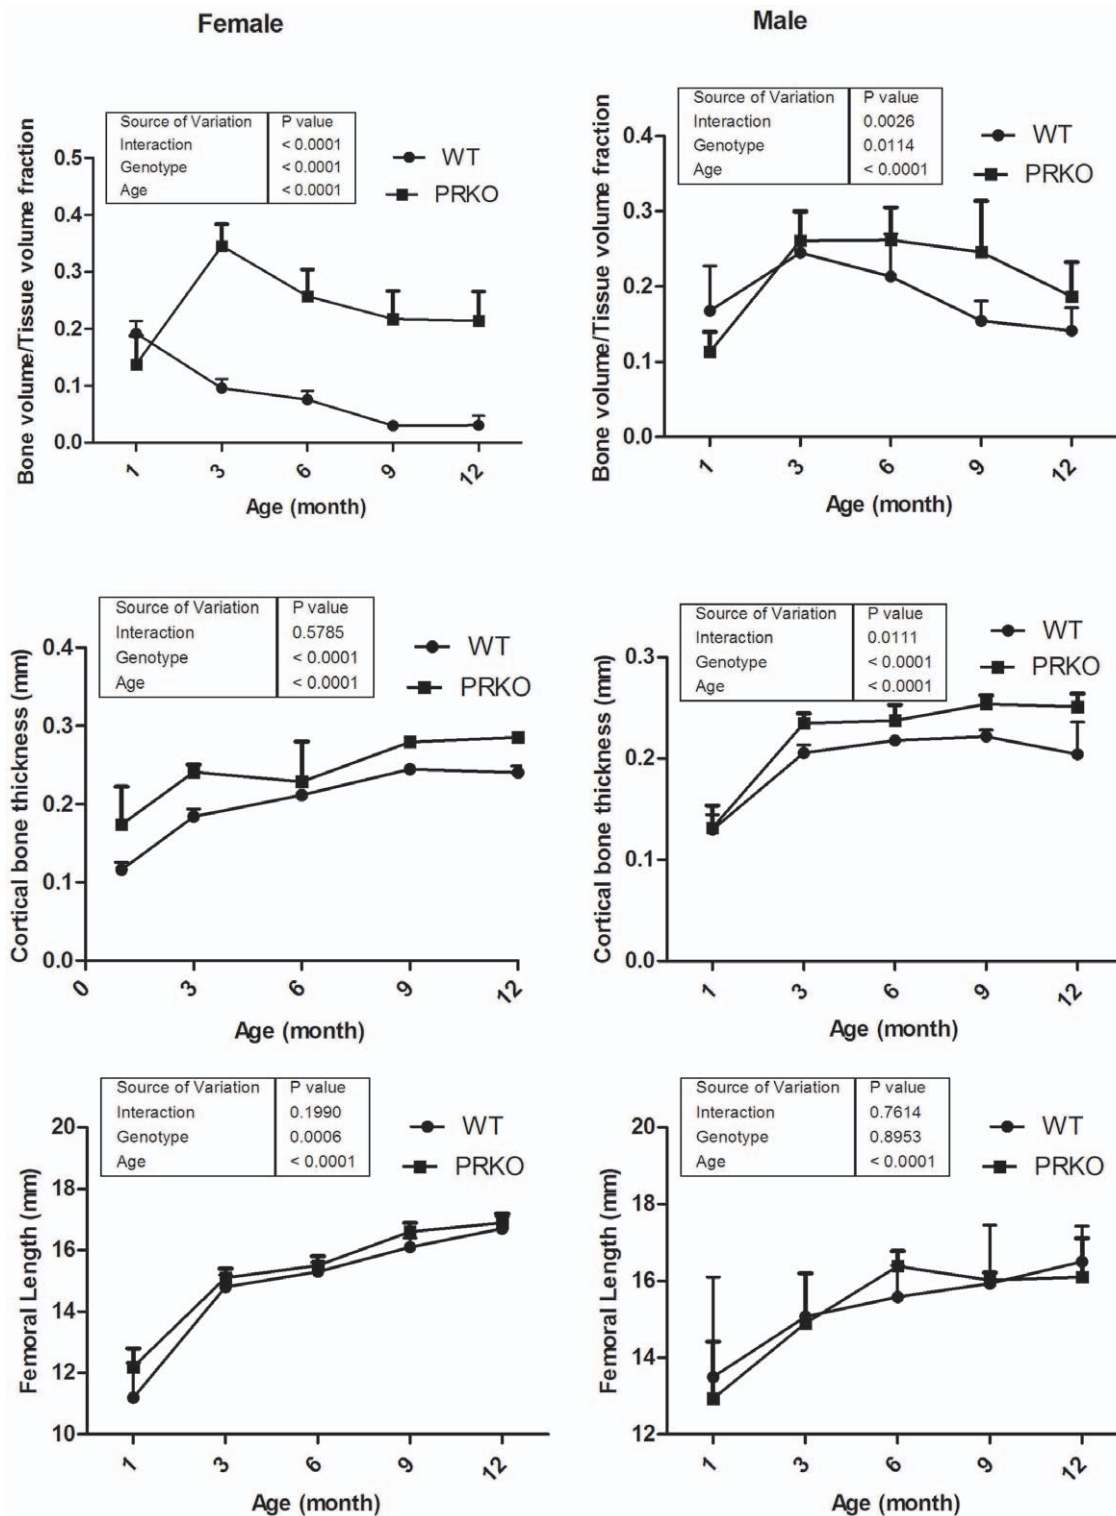 Female
Male
Source of Variation P value
Interaction < 0.0001
Genotype < 0.0001
Age < 0.0001
WT
PRKO
0.5
0.4
0.3
0.2
0.1
0.0
Bone volume/Tissue volume fraction
1 3 6 9 12
Age (month)
Source of Variation P value
Interaction 0.0026
Genotype 0.0114
Age < 0.0001
WT
PRKO
0.4
0.3
0.2
0.1
0.0
Bone volume/Tissue volume fraction
1 3 6 9 12
Age (month)
Source of Variation P value
Interaction 0.5785
Genotype < 0.0001
Age < 0.0001
WT
PRKO
0.4
0.3
0.2
0.1
0.0
Cortical bone thickness (mm)
0 3 6 9 12
Age (month)
Source of Variation P value
Interaction 0.0111
Genotype < 0.0001
Age < 0.0001
WT
PRKO
0.3
0.2
0.1
0.0
Cortical bone thickness (mm)
1 3 6 9 12
Age (month)
Source of Variation P value
Interaction 0.1990
Genotype 0.0006
Age < 0.0001
WT
PRKO
20
18
16
14
12
10
Femoral Length (mm)
1 3 6 9 12
Age (month)
Source of Variation P value
Interaction 0.7614
Genotype 0.8953
Age < 0.0001
WT
PRKO
20
18
16
14
12
Femoral Length (mm)
1 3 6 9 12
Age (month)